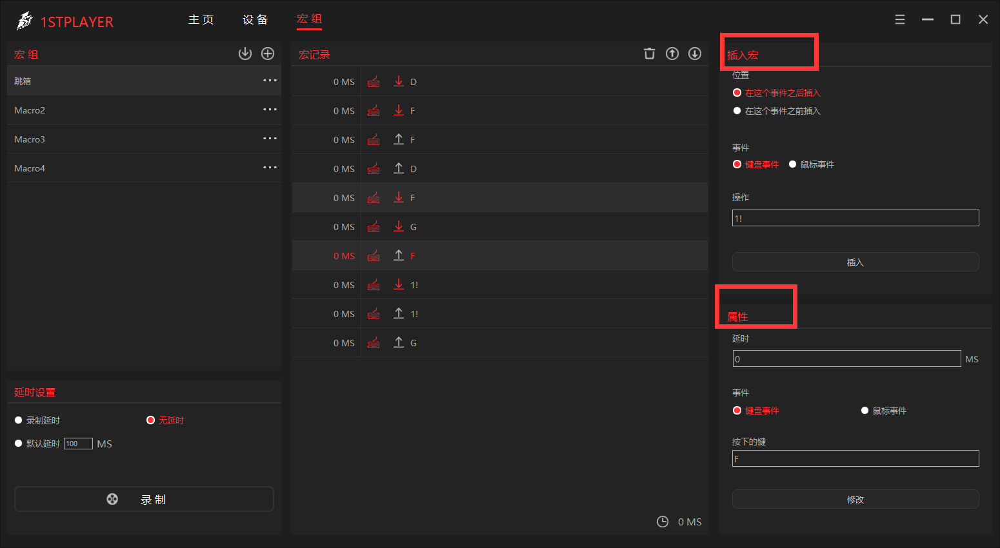 1STPLAYER
主页
设备
宏组
宏组
跳箱
Macro2
Macro3
Macro4
延时设置
录制延时
无延时
默认延时 100 MS
录制
宏记录
0 MS D
0 MS F
0 MS F
0 MS D
0 MS F
0 MS G
0 MS F
0 MS 1!
0 MS 1!
0 MS G
0 MS
插入宏
位置
在这个事件之后插入
在这个事件之前插入
事件
键盘事件 鼠标事件
操作
1!
插入
属性
延时
0 MS
事件
键盘事件 鼠标事件
按下的键
F
修改